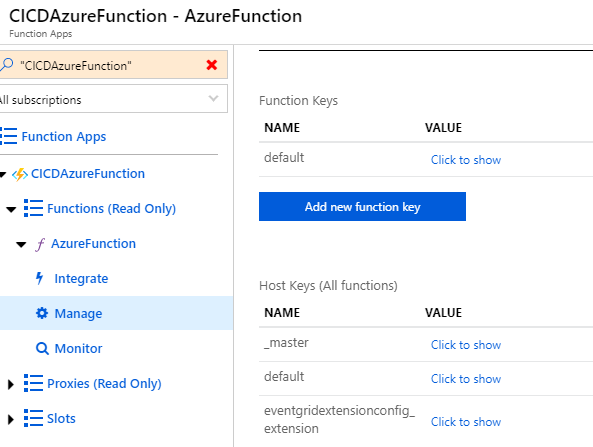 CICDAzureFunction - AzureFunction
Function Apps
"CICDAzureFunction"
All subscriptions
Function Apps
CICDAzureFunction
Functions (Read Only)
AzureFunction
Integrate
Manage
Monitor
Proxies (Read Only)
Slots
Function Keys
NAME VALUE
default Click to show
Add new function key
Host Keys (All functions)
NAME VALUE
_master Click to show
default Click to show
eventgridextensionconfig_
extension Click to show